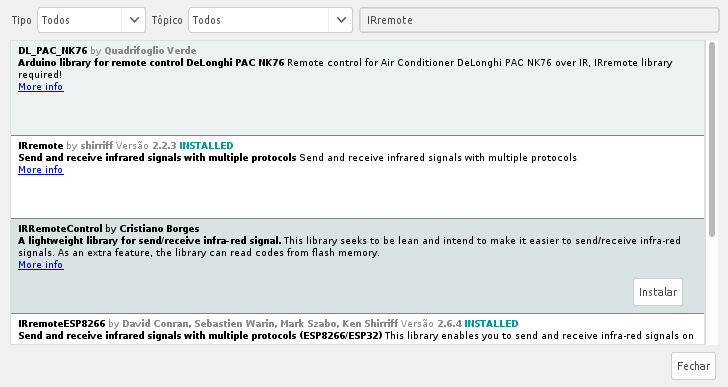 Tipo Todos Tòpico Todos IRremote
DL_PAC_NK76 by Quadrifoglio Verde
Arduino library for remote control DeLonghi PAC NK76 Remote control for Air Conditioner DeLonghi PAC NK76 over IR, IRremote library
required!
More info
IRremote by shirriff Versão 2.2.3 INSTALLED
Send and receive infrared signals with multiple protocols Send and receive infrared signals with multiple protocols
More info
IRRemoteControl by Cristiano Borges
A lightweight library for send/receive infra-red signal. This library seeks to be lean and intend to make it easier to send/receive infra-red
signals. As an extra feature, the library can read codes from flash memory.
More info
Instalar
IRremoteESP8266 by David Conran, Sebastien Warin, Mark Szabo, Ken Shirriff Versão 2.6.4 INSTALLED
Send and receive infrared signals with multiple protocols (ESP8266/ESP32) This library enables you to send and receive infra-red signals on
Fechar